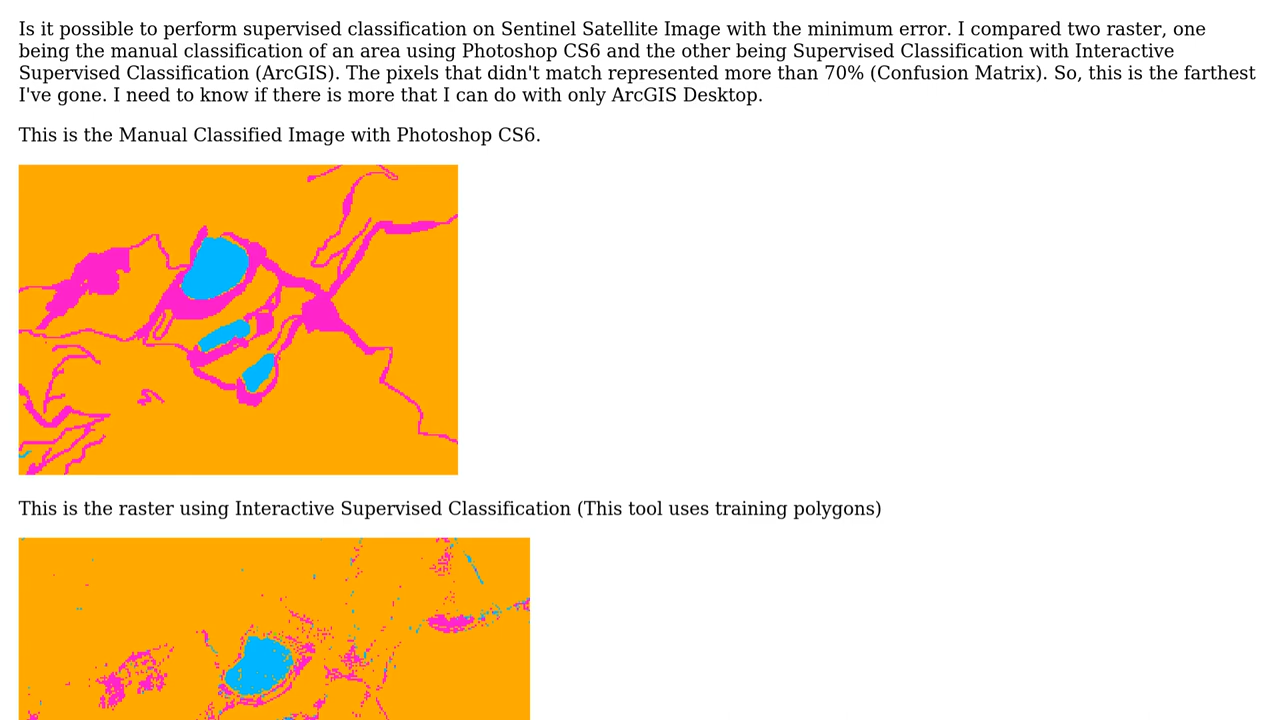 Is it possible to perform supervised classification on Sentinel Satellite Image with the minimum error. I compared two raster, one
being the manual classification of an area using Photoshop CS6 and the other being Supervised Classification with Interactive
Supervised Classification (ArcGIS). The pixels that didn't match represented more than 70% (Confusion Matrix). So, this is the farthest
I've gone. I need to know if there is more that I can do with only ArcGIS Desktop.
This is the Manual Classified Image with Photoshop CS6.
This is the raster using Interactive Supervised Classification (This tool uses training polygons)